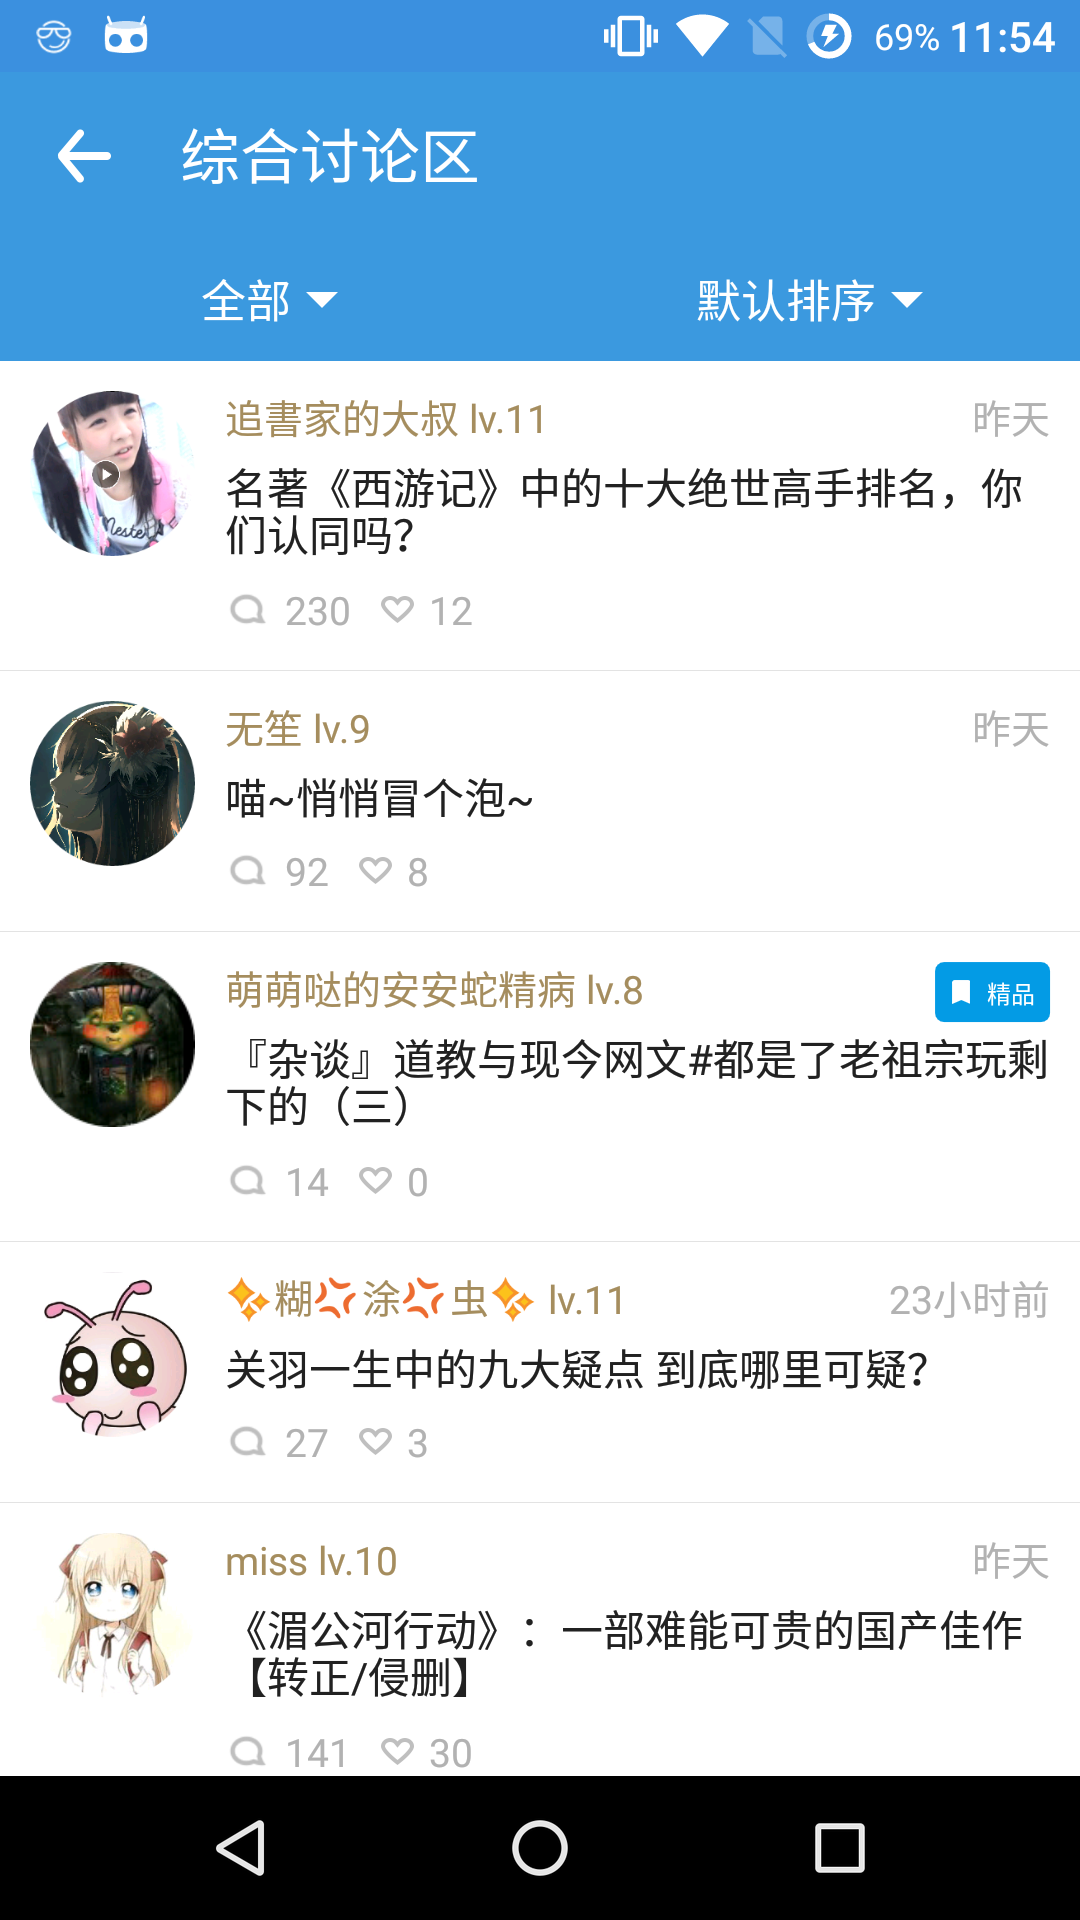 69% 11:54
综合讨论区
全部
默认排序
追書家的大叔 lv.11
昨天
名著《西游记》中的十大绝世高手排名，你
们认同吗？
230
12
无笙 lv.9
昨天
喵~悄悄冒个泡~
92
8
萌萌哒的安安蛇精病 lv.8
精品
『杂谈』道教与现今网文#都是了老祖宗玩剩
下的（三）
14
0
✨糊💢涂💢虫✨ lv.11
23小时前
关羽一生中的九大疑点 到底哪里可疑？
27
3
miss lv.10
昨天
《湄公河行动》：一部难能可贵的国产佳作
【转正/侵删】
141
30